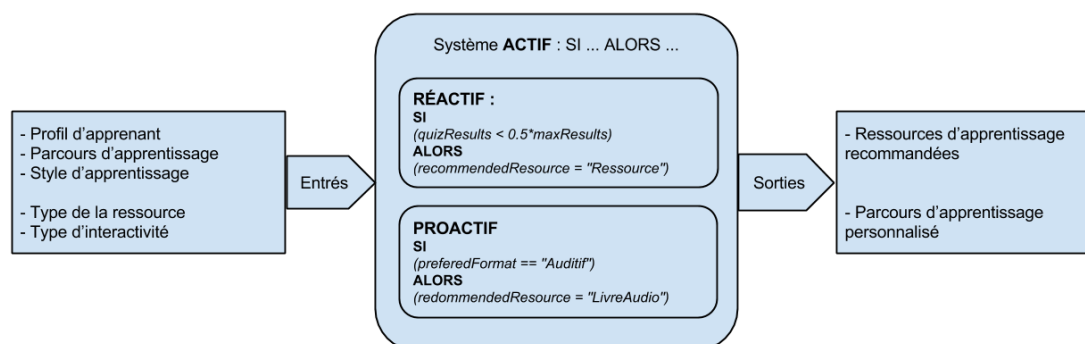 Système ACTIF : SI ... ALORS ...
- Profil d'apprenant
- Parcours d'apprentissage
- Style d'apprentissage
- Type de la ressource
- Type d'interactivité
Entrés
RÉACTIF :
SI
(quizResults < 0.5*maxResults)
ALORS
(recommendedResource = "Ressource")
PROACTIF
SI
(preferedFormat == "Auditif")
ALORS
(redommendedResource = "LivreAudio")
Sorties
- Ressources d'apprentissage
recommandées
- Parcours d'apprentissage
personnalisé